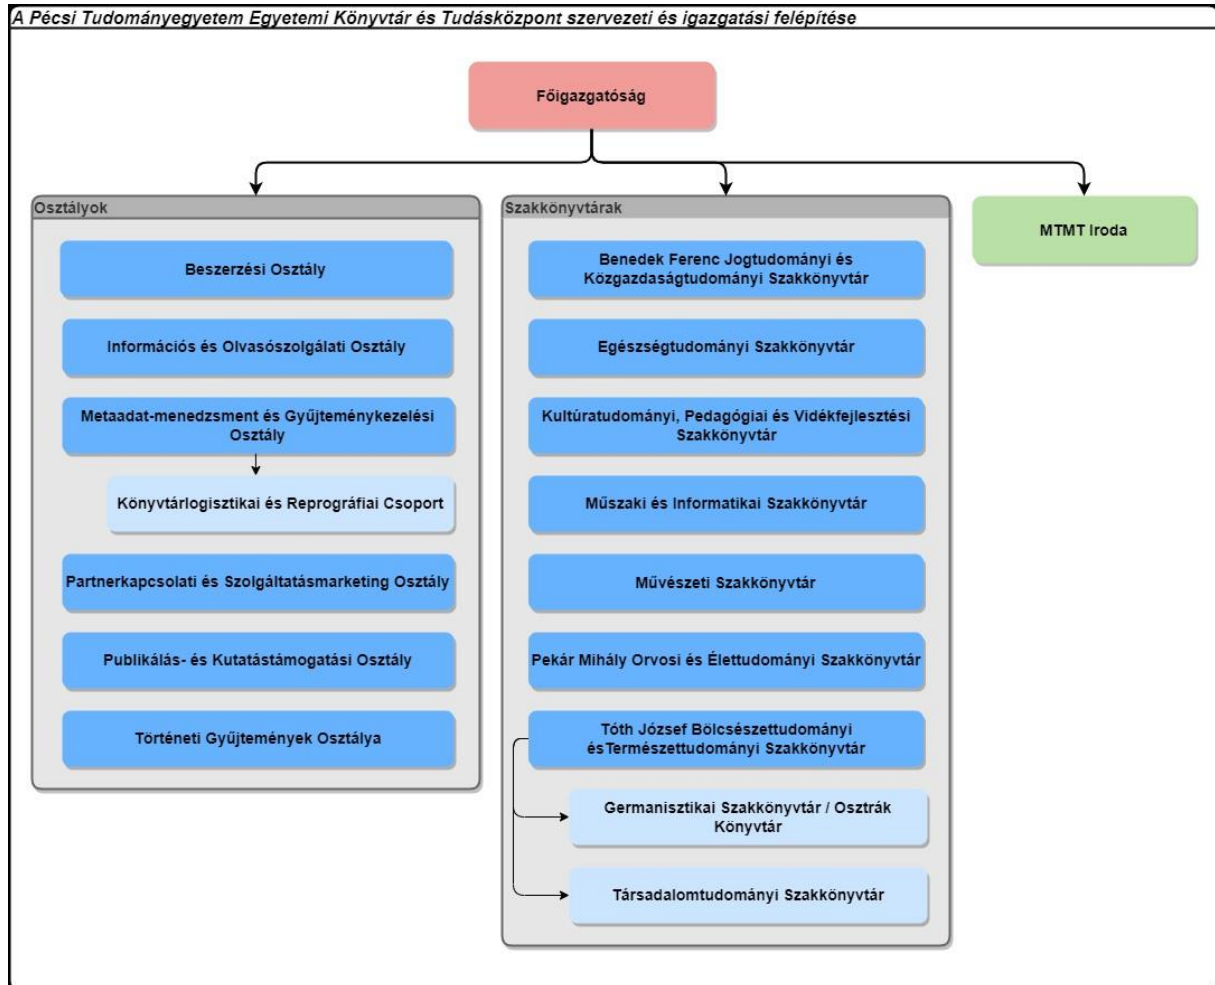 A Pécsi Tudományegyetem Egyetemi Könyvtár és Tudásközpont szervezeti és igazgatási felépítése
Főigazgatóság
Osztályok
Beszerzési Osztály
Információs és Olvasószolgálati Osztály
Metaadat-menedzsment és Gyűjteménykezelési
Osztály
Könyvtárlogisztikai és Reprográfiai Csoport
Partnerkapcsolati és Szolgáltatásmarketing Osztály
Publikálás- és Kutatástámogatási Osztály
Történeti Gyűjtemények Osztálya
Szakkönyvtárak
Benedek Ferenc Jogtudományi és
Közgazdaságtudományi Szakkönyvtár
Egészségtudományi Szakkönyvtár
Kultúratudományi, Pedagógiai és Vidékfejlesztési
Szakkönyvtár
Műszaki és Informatikai Szakkönyvtár
Művészeti Szakkönyvtár
Pekár Mihály Orvosi és Élettudományi Szakkönyvtár
Tóth József Bölcsészettudományi
ésTermészettudományi Szakkönyvtár
Germanisztikai Szakkönyvtár / Osztrák
Könyvtár
Társadalomtudományi Szakkönyvtár
MTMT Iroda